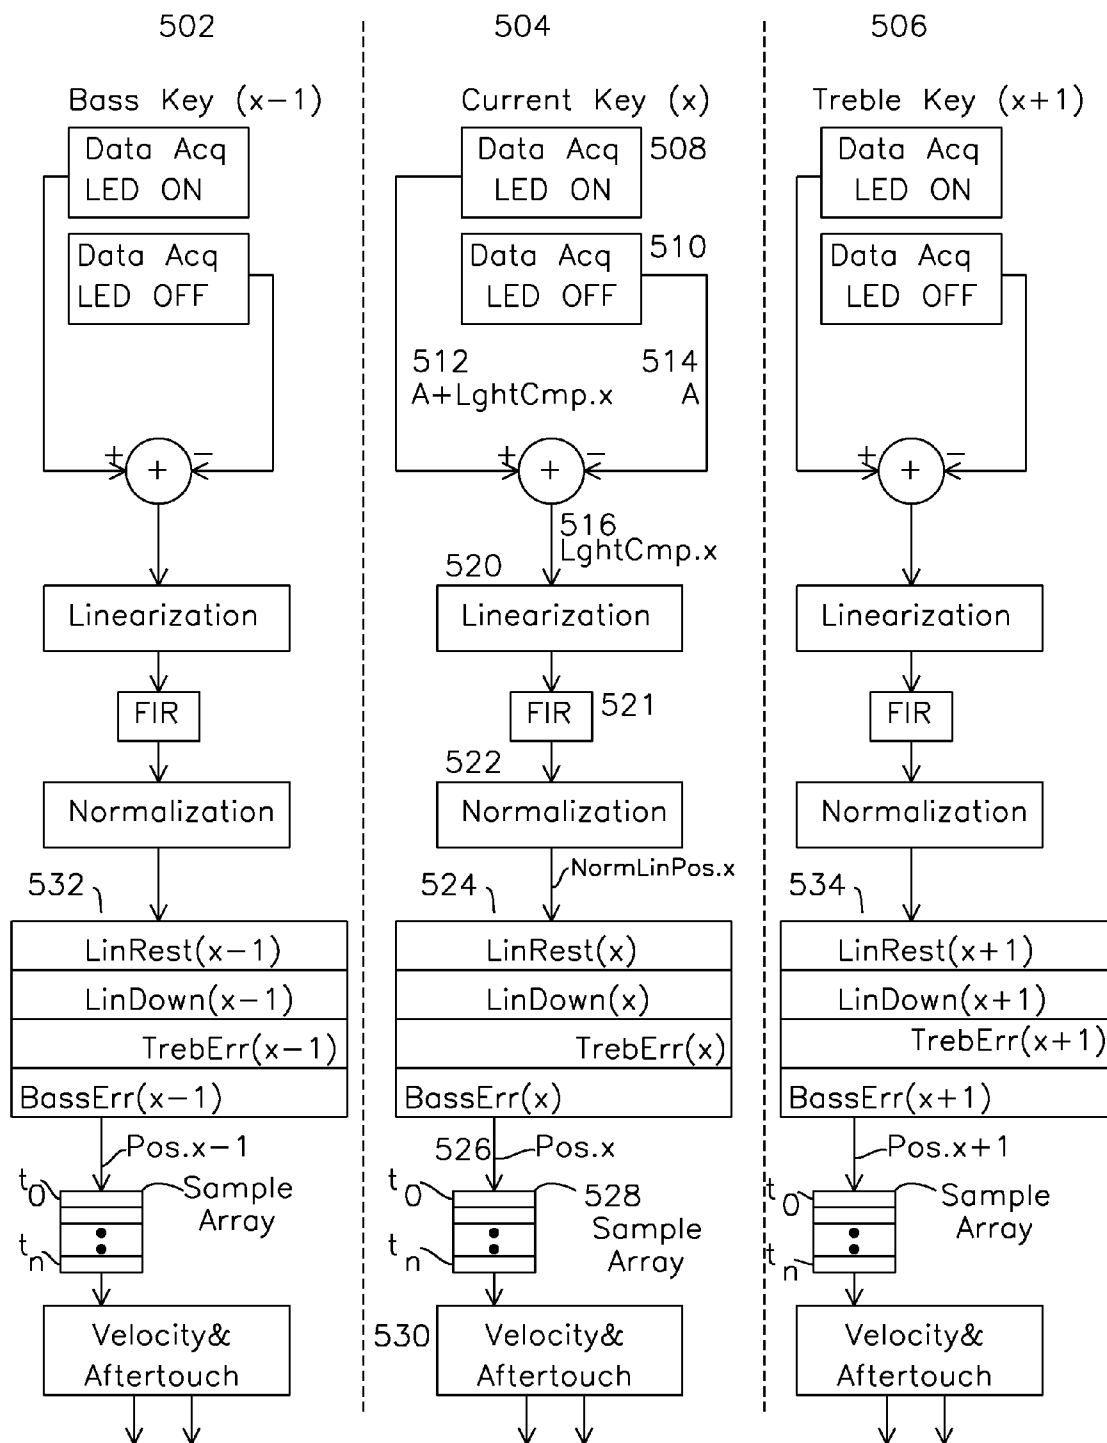 502
504
506
Bass Key (x-1)
Current Key (x)
Treble Key (x+1)
Data Acq
LED ON
Data Acq
LED ON
508
Data Acq
LED ON
Data Acq
LED OFF
Data Acq
LED OFF
510
Data Acq
LED OFF
512
A+LghtCmp.x
514
A
+
+
−
+
+
−
+
+
−
516
LghtCmp.x
520
Linearization
Linearization
Linearization
FIR
FIR
521
FIR
522
Normalization
Normalization
Normalization
NormLinPos.x
532
524
534
LinRest(x-1)
LinDown(x-1)
TrebErr(x-1)
BassErr(x-1)
LinRest(x)
LinDown(x)
TrebErr(x)
BassErr(x)
LinRest(x+1)
LinDown(x+1)
TrebErr(x+1)
BassErr(x+1)
Pos.x-1
526
Pos.x
Pos.x+1
t0
Sample
Array
tn
t0
528
Sample
Array
tn
t0
Sample
Array
tn
Velocity&
Aftertouch
530
Velocity&
Aftertouch
Velocity&
Aftertouch